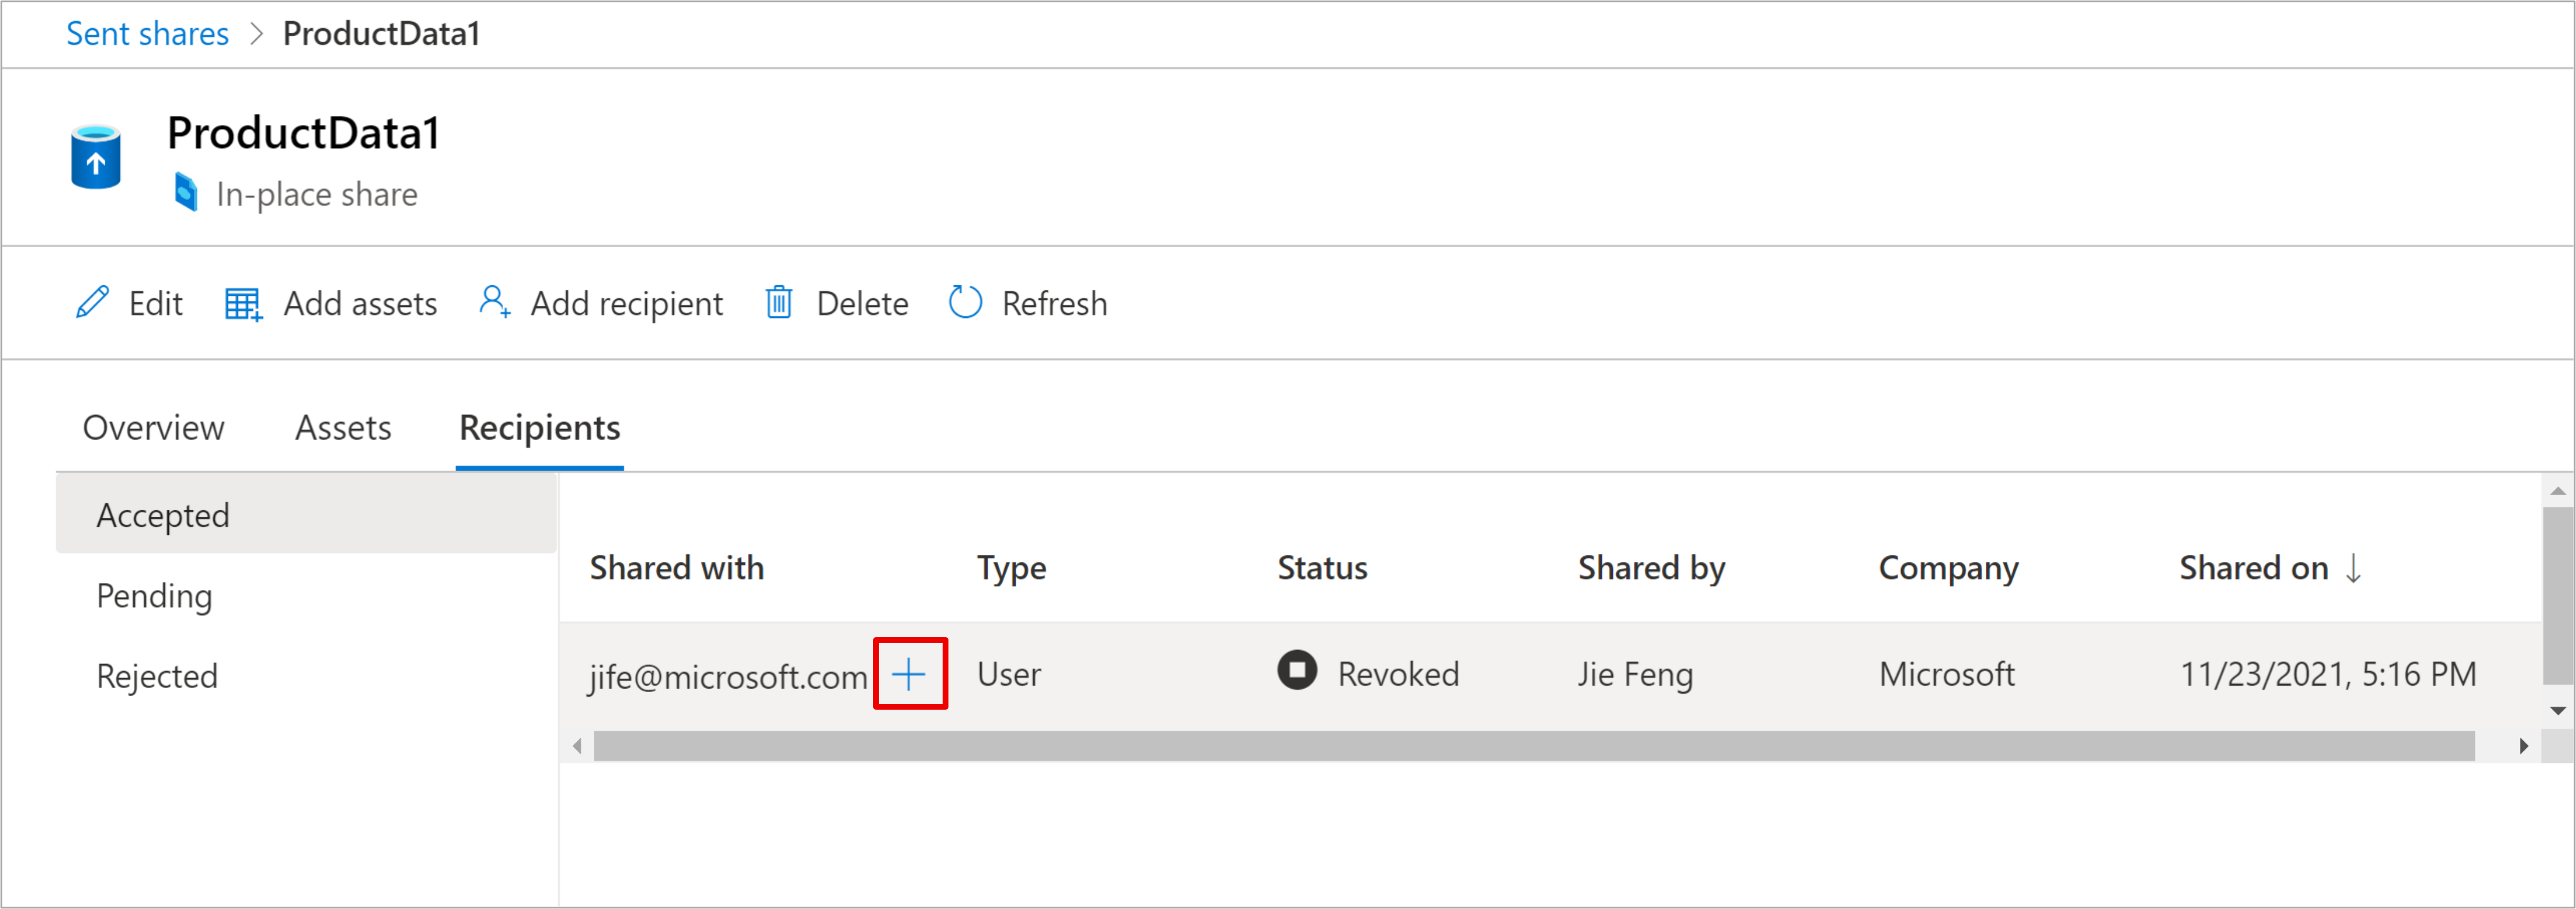 Sent shares > ProductData1
ProductData1
In-place share
Edit Add assets Add recipient Delete Refresh
Overview Assets Recipients
Accepted
Pending
Rejected
Shared with Type Status Shared by Company Shared on ↓
jife@microsoft.com + User Revoked Jie Feng Microsoft 11/23/2021, 5:16 PM